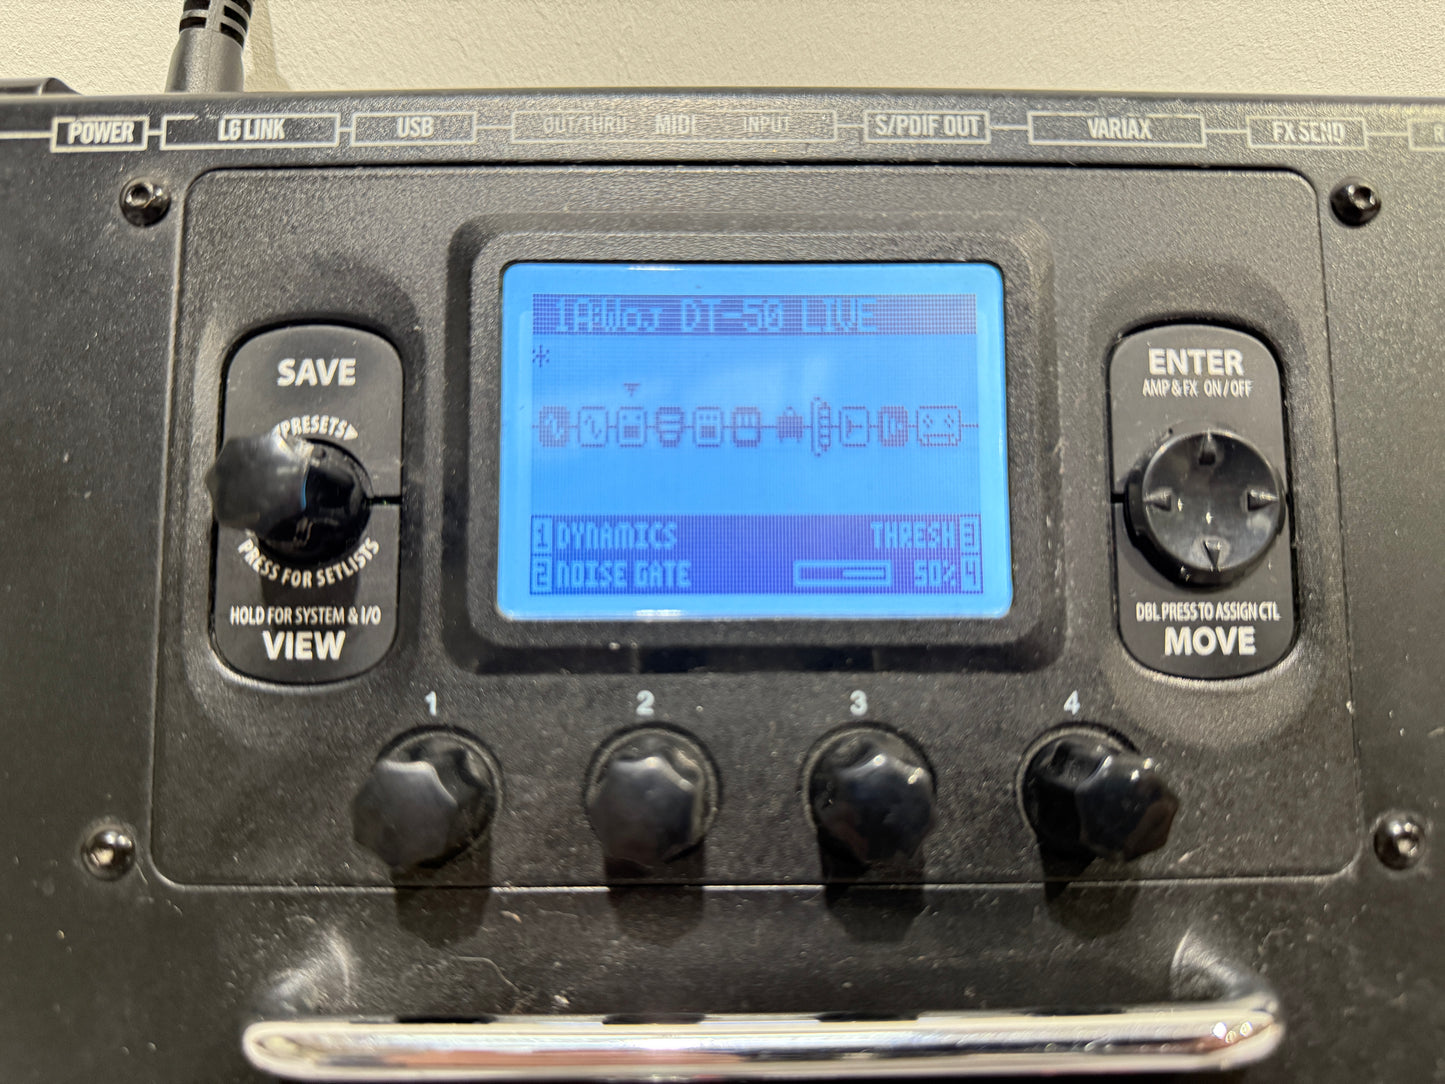 POWER
L6 LINK
USB
OUT/THRU MIDI INPUT
S/PDIF OUT
VARIAX
FX SEND
SAVE
PRESETS
PRESS FOR SETLISTS
HOLD FOR SYSTEM & I/O
VIEW
DT-50 LIVE
*
1 DYNAMICS THRESH 3
2 NOISE GATE 50% 4
ENTER
AMP & FX ON/OFF
DBL PRESS TO ASSIGN CTL
MOVE
1 2 3 4